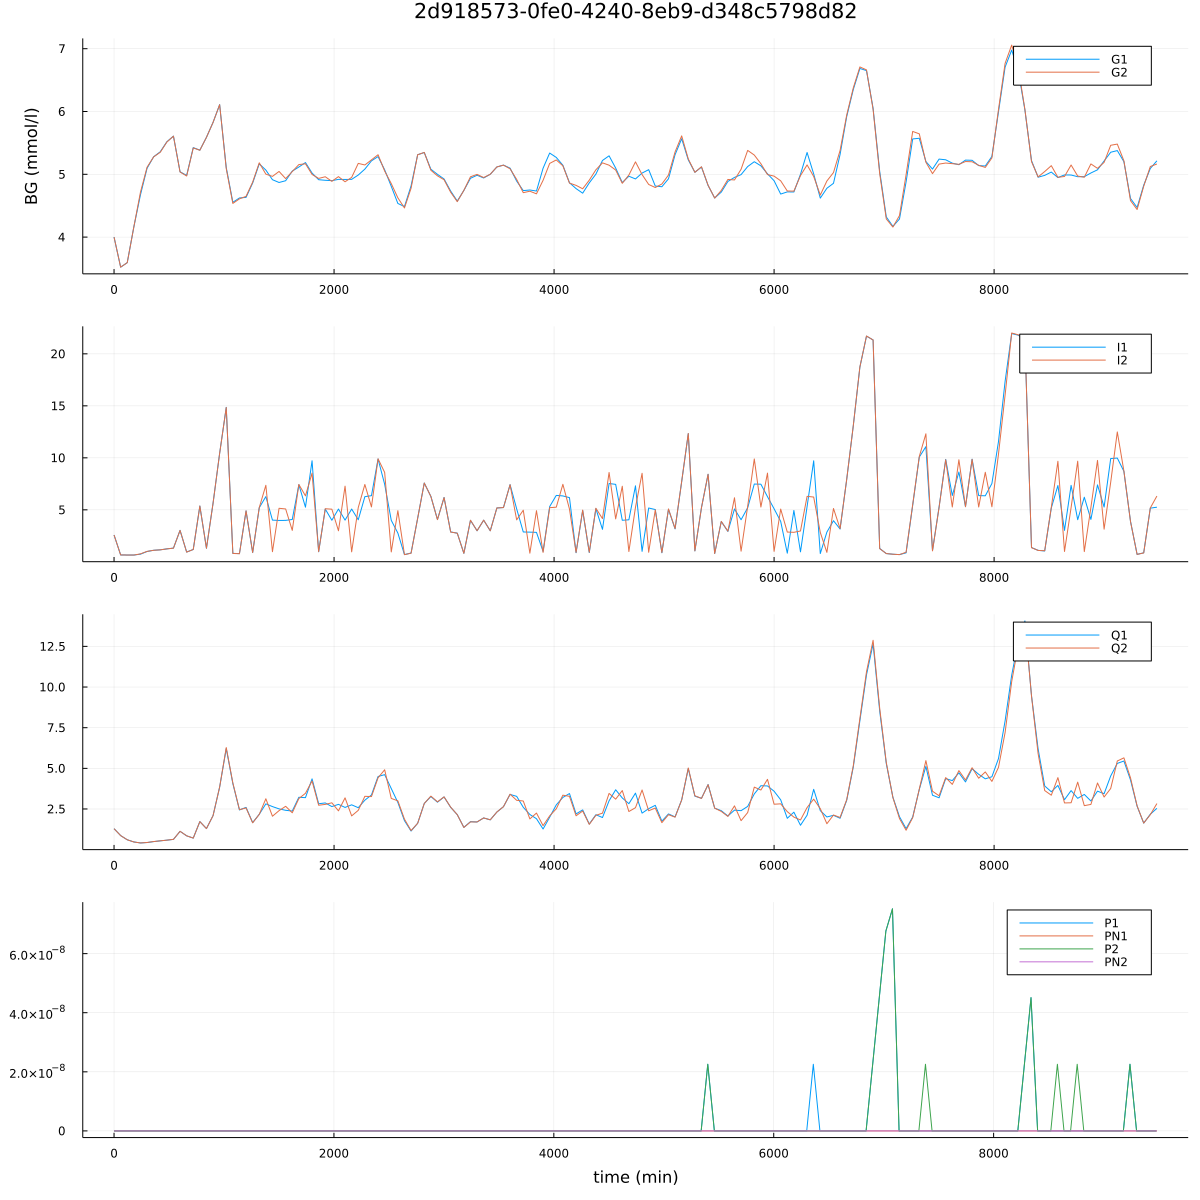 2d918573-0fe0-4240-8eb9-d348c5798d82
BG (mmol/l)
7
6
5
4
G1
G2
0 2000 4000 6000 8000
20
15
10
5
I1
I2
0 2000 4000 6000 8000
12.5
10.0
7.5
5.0
2.5
Q1
Q2
0 2000 4000 6000 8000
6.0×10⁻⁸
4.0×10⁻⁸
2.0×10⁻⁸
0
P1
PN1
P2
PN2
0 2000 4000 6000 8000
time (min)